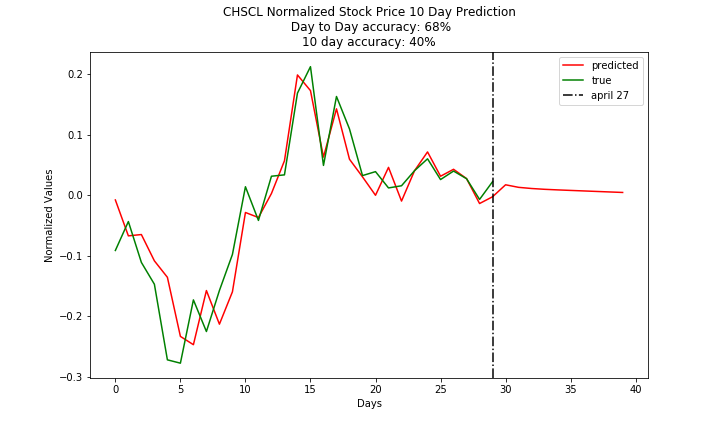 CHSCL Normalized Stock Price 10 Day Prediction
Day to Day accuracy: 68%
10 day accuracy: 40%
predicted
true
april 27
Normalized Values
0.2
0.1
0.0
−0.1
−0.2
−0.3
0 5 10 15 20 25 30 35 40
Days